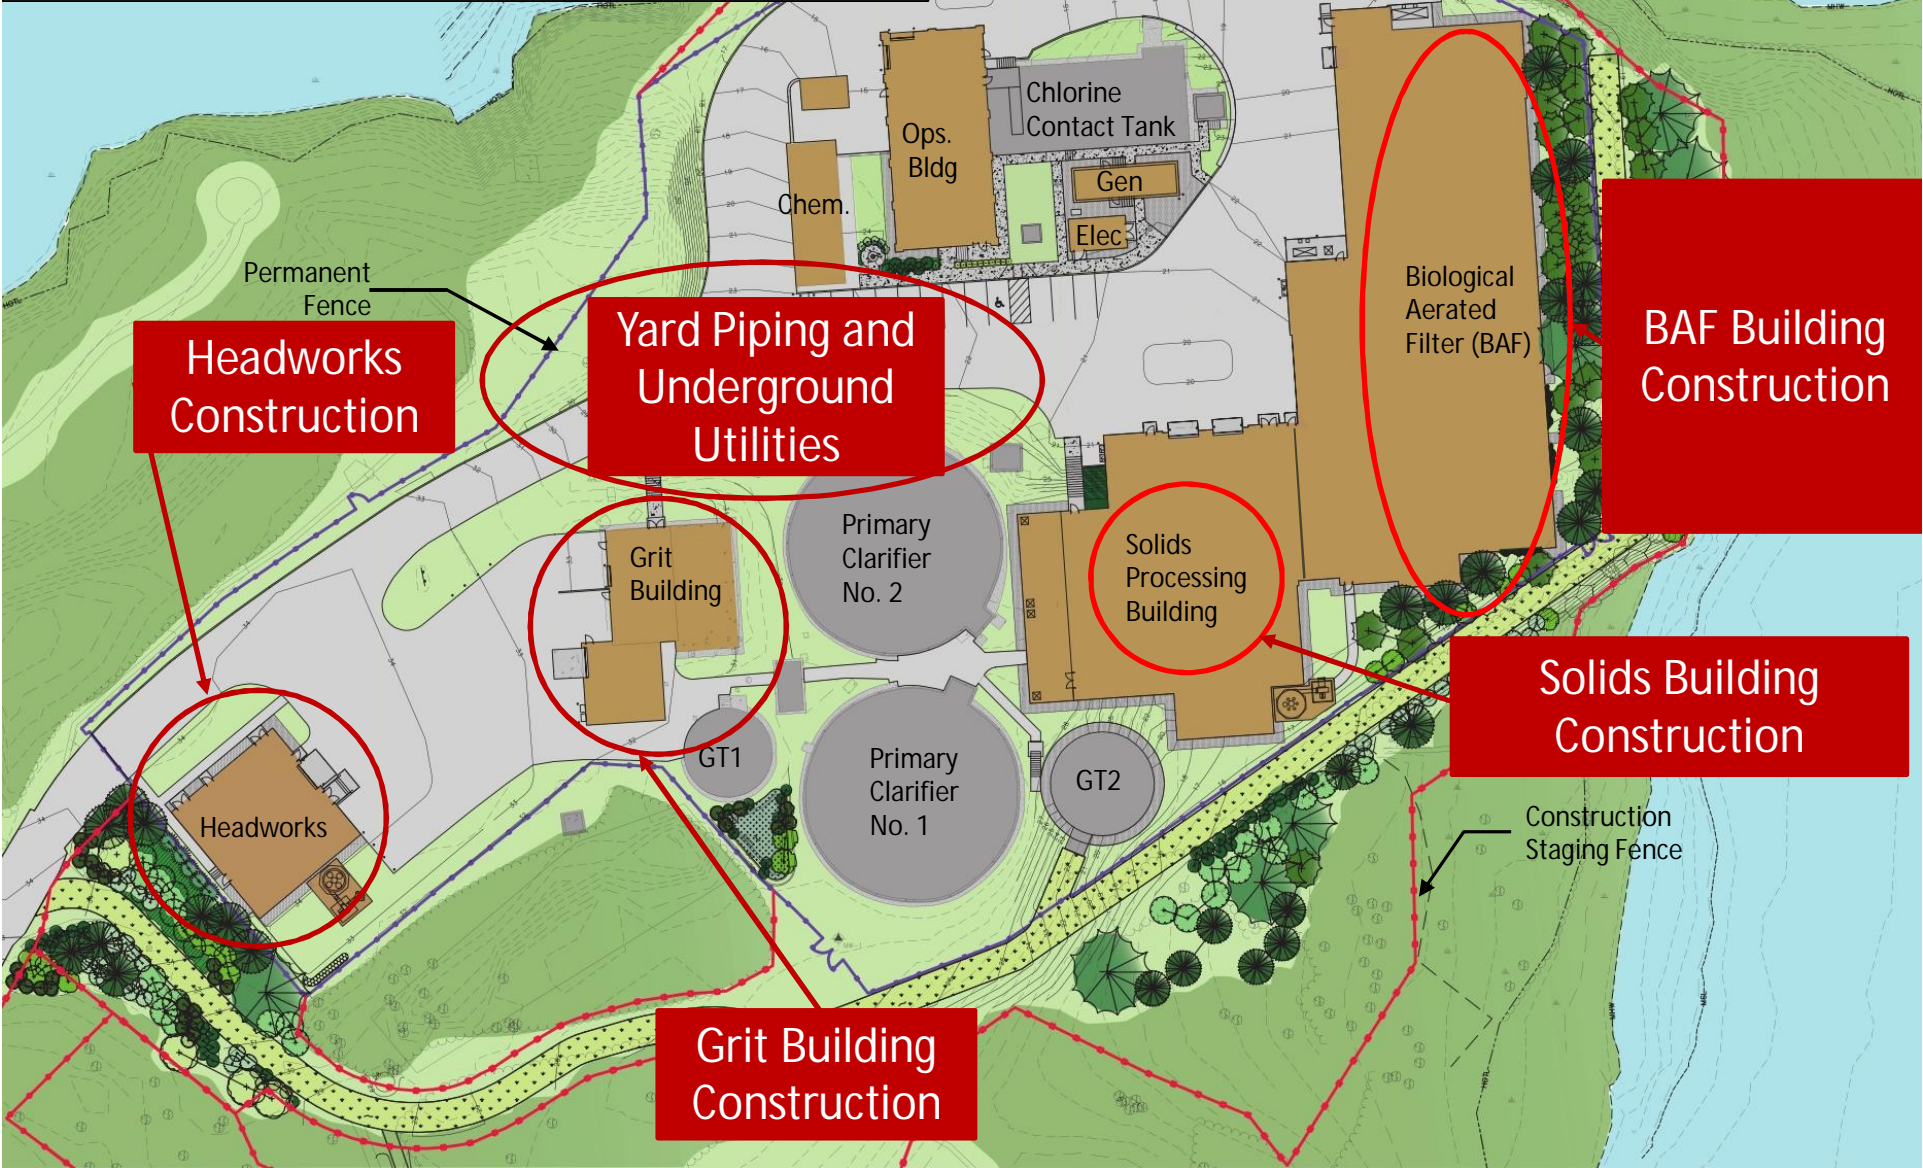 Chlorine
Contact Tank
Ops.
Bldg
Gen
Chem.
Elec
Permanent
Fence
Biological
Aerated
Filter (BAF)
Headworks
Construction
Yard Piping and
Underground
Utilities
BAF Building
Construction
Primary
Clarifier
No. 2
Grit
Building
Solids
Processing
Building
Solids Building
Construction
GT1
Primary
Clarifier
No. 1
GT2
Headworks
Construction
Staging Fence
Grit Building
Construction